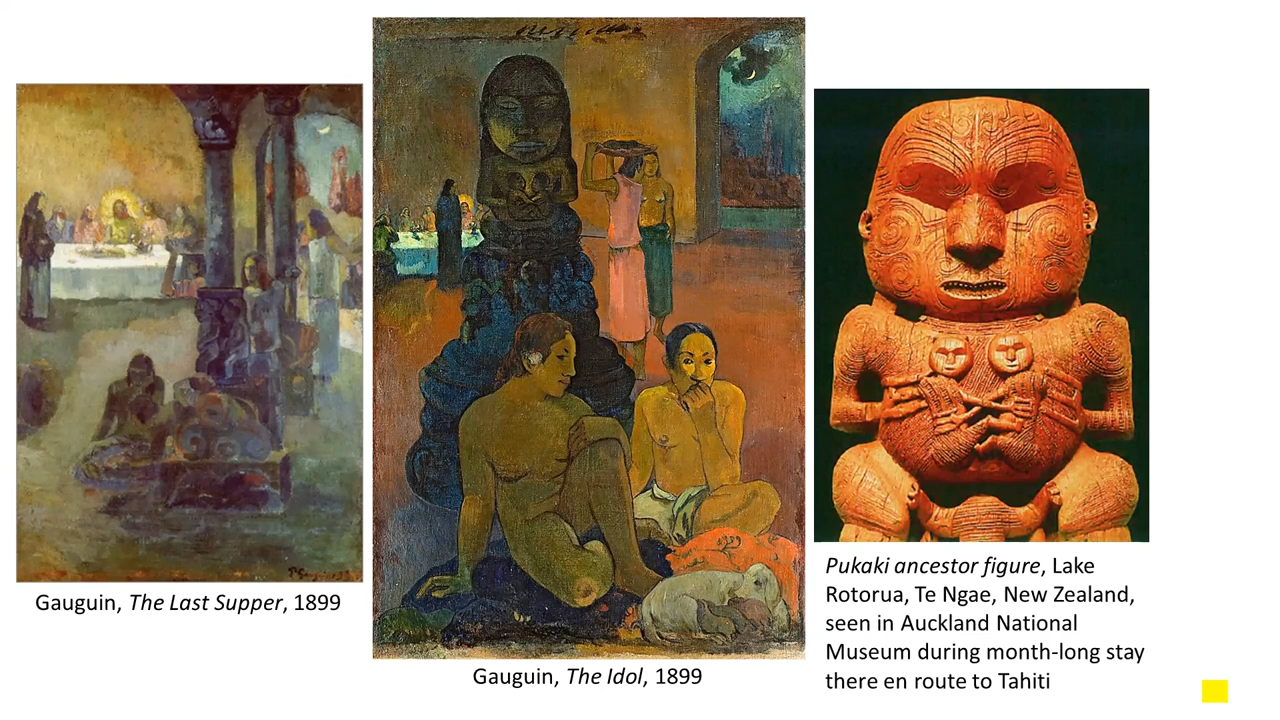 Gauguin, The Last Supper, 1899
Gauguin, The Idol, 1899
Pukaki ancestor figure, Lake
Rotorua, Te Ngae, New Zealand,
seen in Auckland National
Museum during month-long stay
there en route to Tahiti